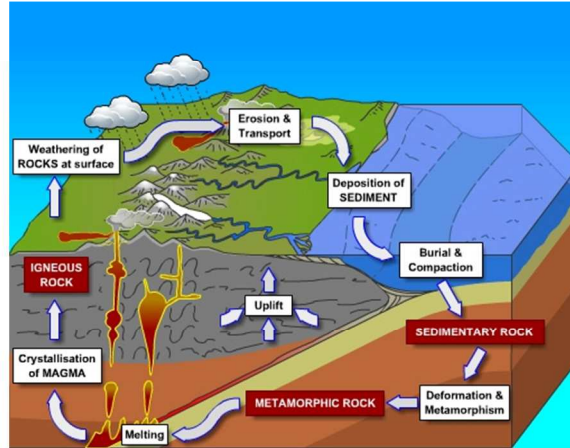 Weathering of
ROCKS at surface
Erosion &
Transport
Deposition of
SEDIMENT
Burial &
Compaction
IGNEOUS
ROCK
Uplift
SEDIMENTARY ROCK
Crystallisation
of MAGMA
Deformation &
Metamorphism
METAMORPHIC ROCK
Melting